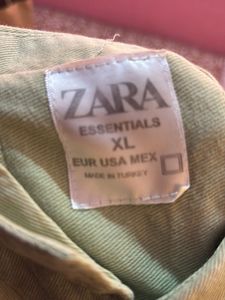 ZARA
ESSENTIALS
XL
EUR USA MEX
MADE IN TURKEY